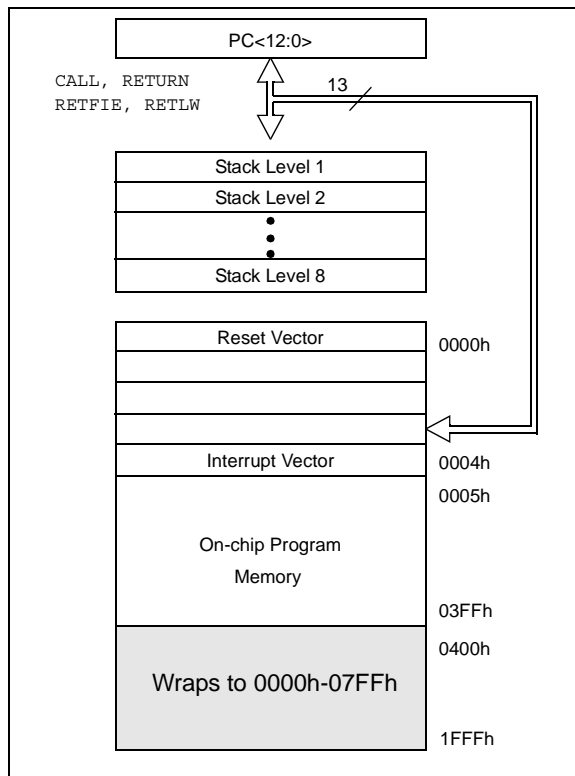 PC<12:0>
CALL, RETURN
RETFIE, RETLW
13
Stack Level 1
Stack Level 2
Stack Level 8
Reset Vector
0000h
Interrupt Vector
0004h
0005h
On-chip Program
Memory
03FFh
0400h
Wraps to 0000h-07FFh
1FFFh